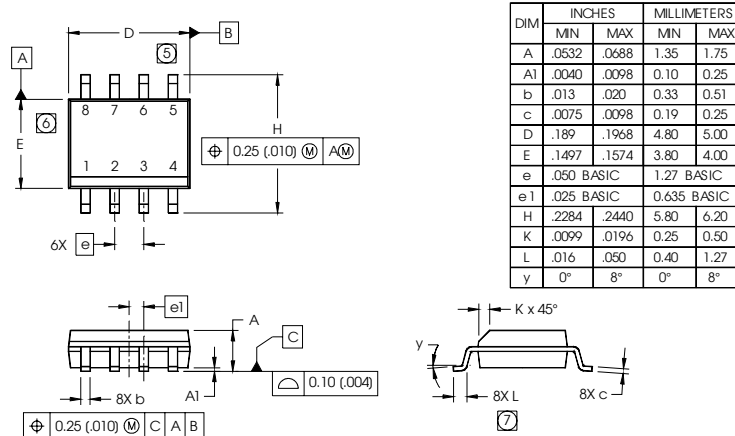 D
B
5
A
8 7 6 5
6
E
H
⌖ 0.25 (.010) Ⓜ AⓂ
1 2 3 4
6X e
e1
A
C
8X b
A1
⌓ 0.10 (.004)
⌖ 0.25 (.010) Ⓜ C A B
K x 45°
y
8X L
8X c
7
DIM INCHES MILLIMETERS
MIN MAX MIN MAX
A .0532 .0688 1.35 1.75
A1 .0040 .0098 0.10 0.25
b .013 .020 0.33 0.51
c .0075 .0098 0.19 0.25
D .189 .1968 4.80 5.00
E .1497 .1574 3.80 4.00
e .050 BASIC 1.27 BASIC
e1 .025 BASIC 0.635 BASIC
H .2284 .2440 5.80 6.20
K .0099 .0196 0.25 0.50
L .016 .050 0.40 1.27
y 0° 8° 0° 8°